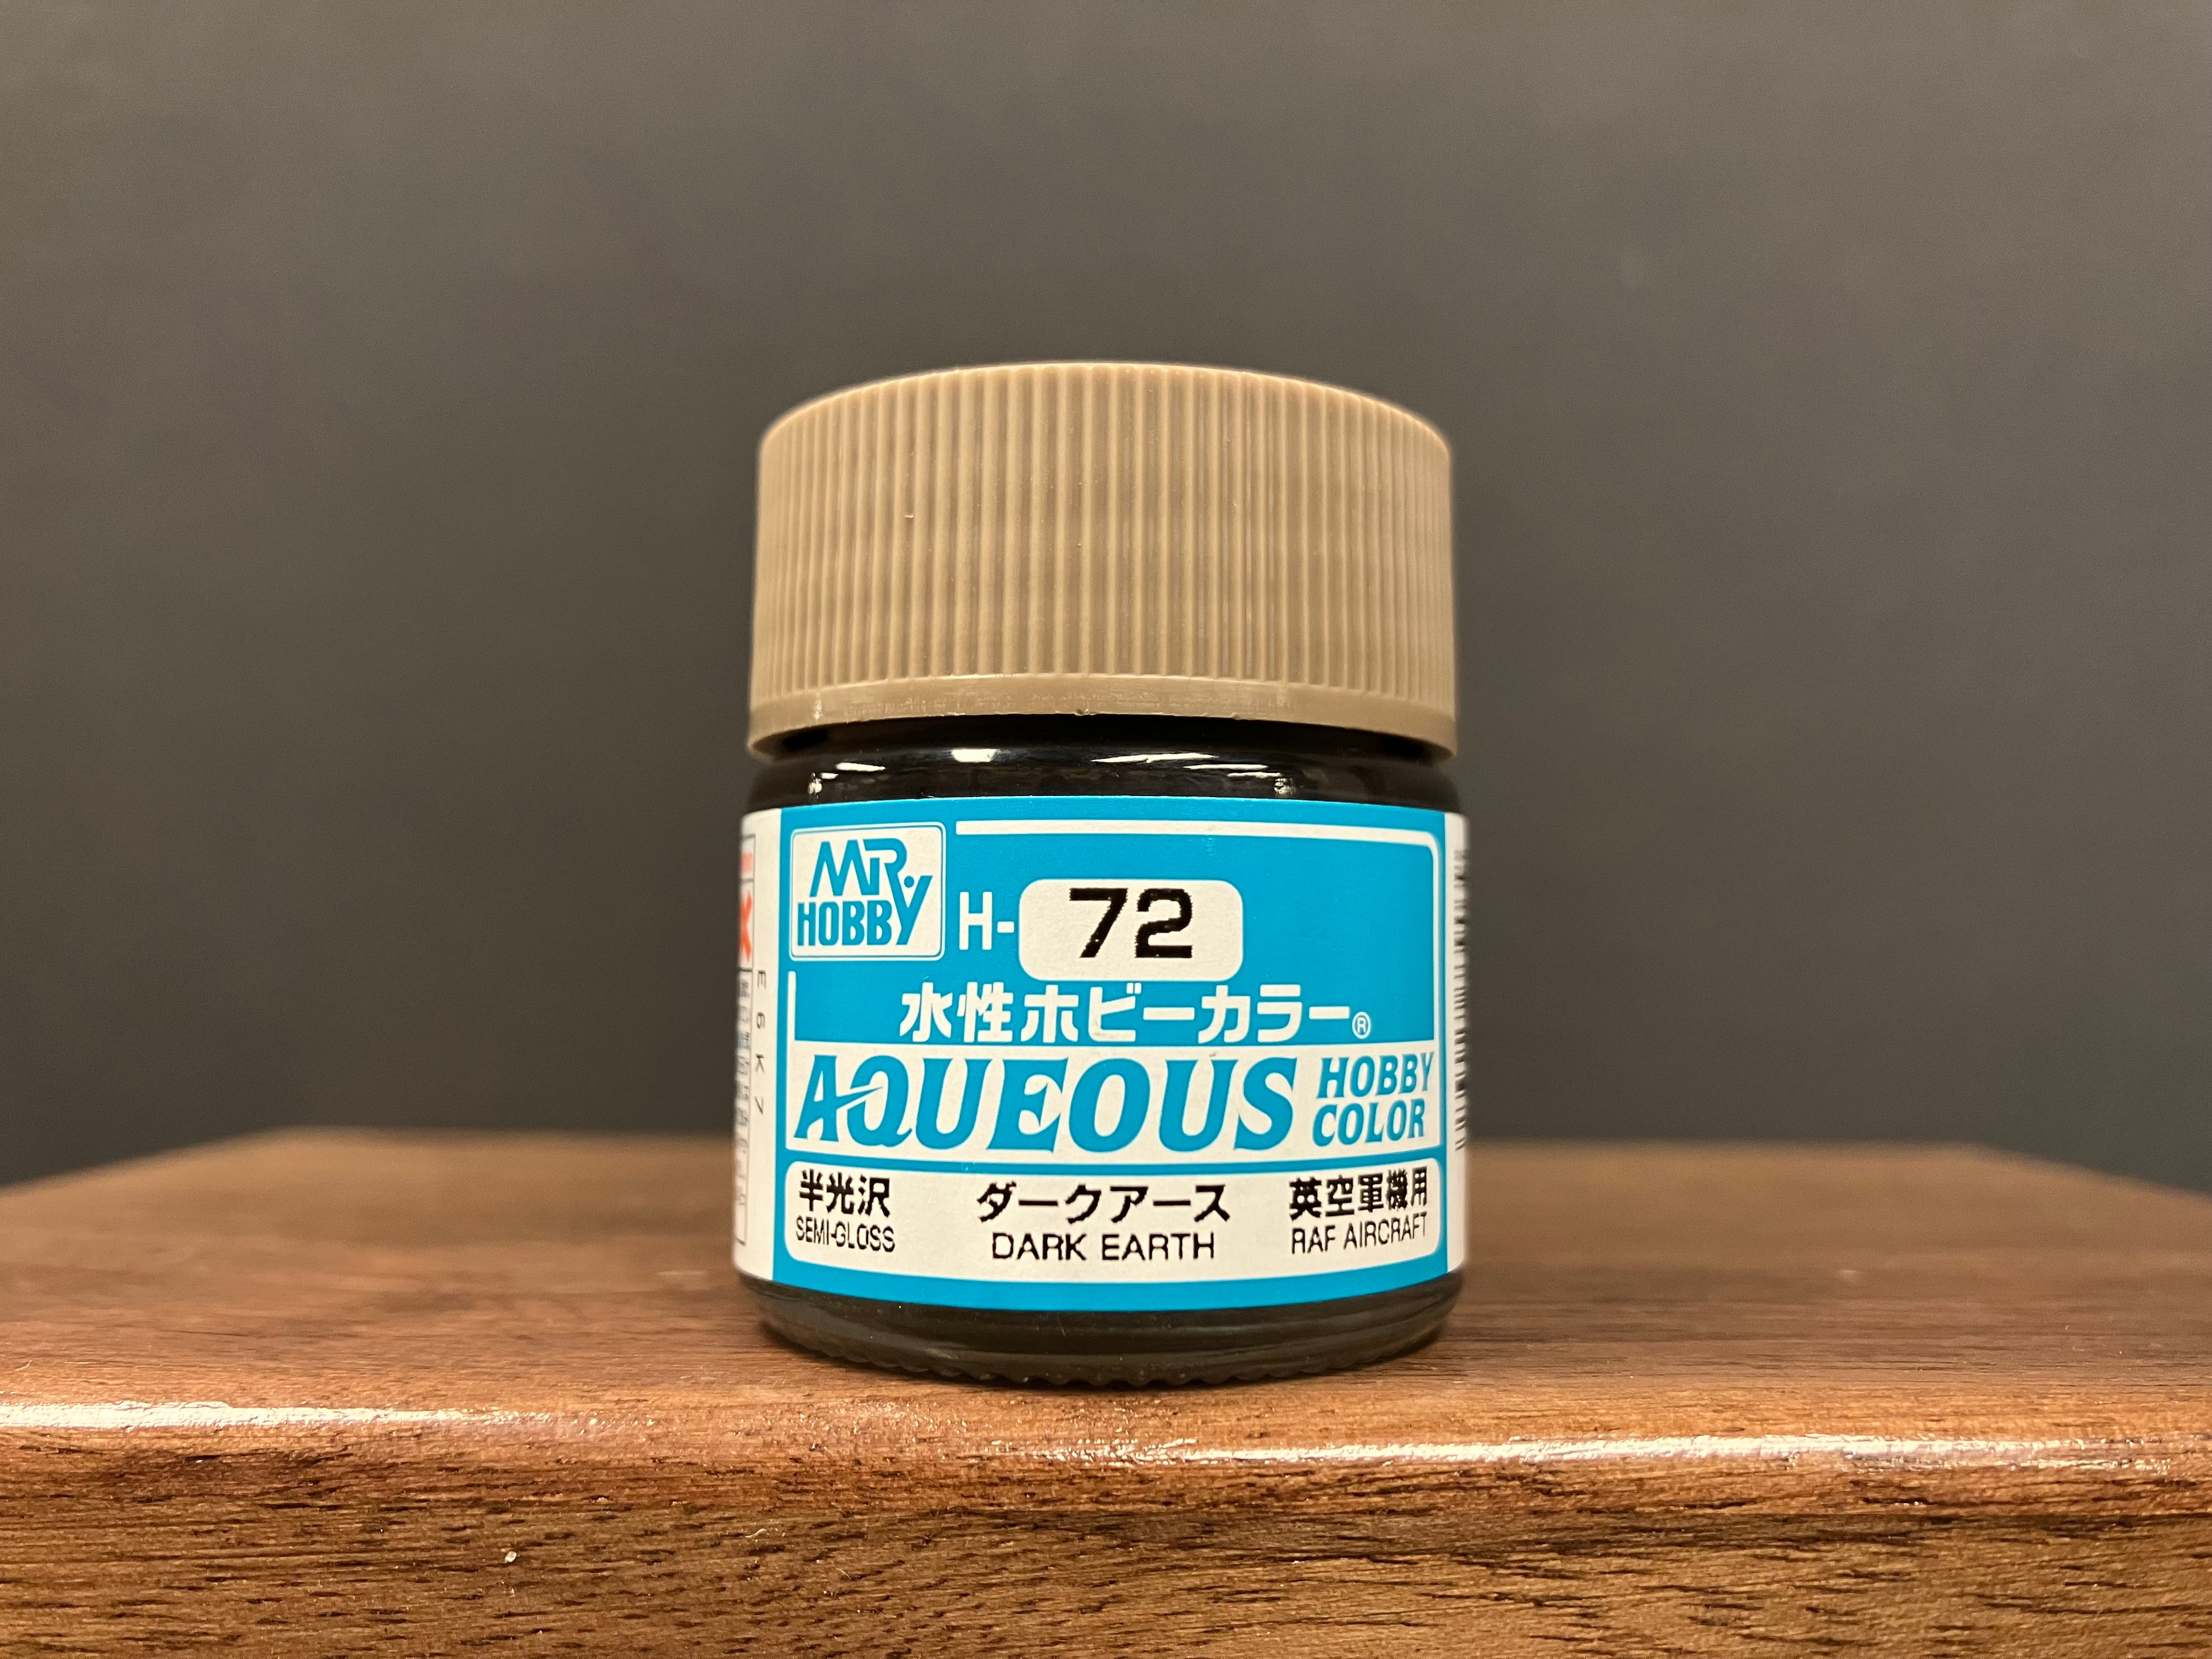 MR.
HOBBY
H-72
水性ホビーカラー®
AQUEOUS HOBBY COLOR
半光沢 ダークアース 英空軍機用
SEMI-GLOSS DARK EARTH RAF AIRCRAFT
E6K7